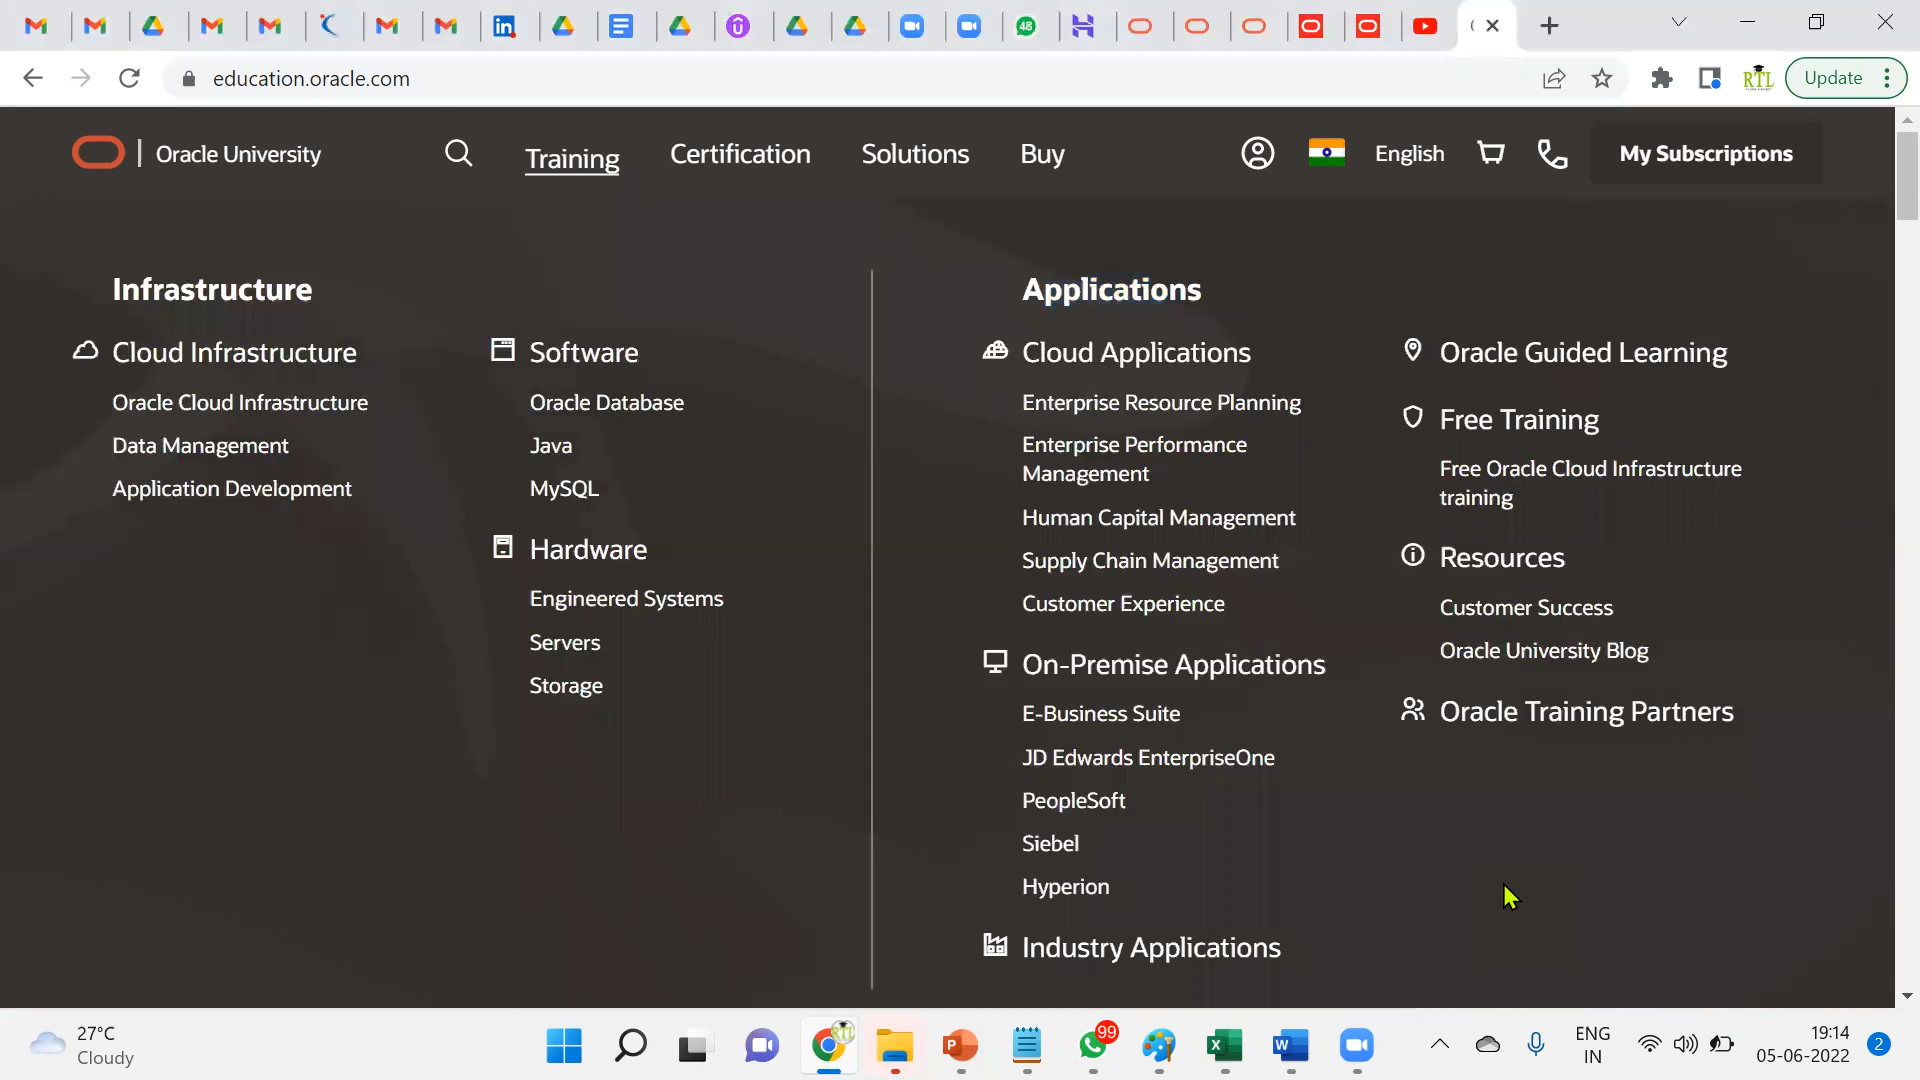 48
education.oracle.com
RTL
Update
Oracle University
Training
Certification
Solutions
Buy
English
My Subscriptions
Infrastructure
Cloud Infrastructure
Oracle Cloud Infrastructure
Data Management
Application Development
Software
Oracle Database
Java
MySQL
Hardware
Engineered Systems
Servers
Storage
Applications
Cloud Applications
Enterprise Resource Planning
Enterprise Performance
Management
Human Capital Management
Supply Chain Management
Customer Experience
On-Premise Applications
E-Business Suite
JD Edwards EnterpriseOne
PeopleSoft
Siebel
Hyperion
Industry Applications
Oracle Guided Learning
Free Training
Free Oracle Cloud Infrastructure
training
Resources
Customer Success
Oracle University Blog
Oracle Training Partners
27°C
Cloudy
99
ENG
IN
19:14
05-06-2022
2